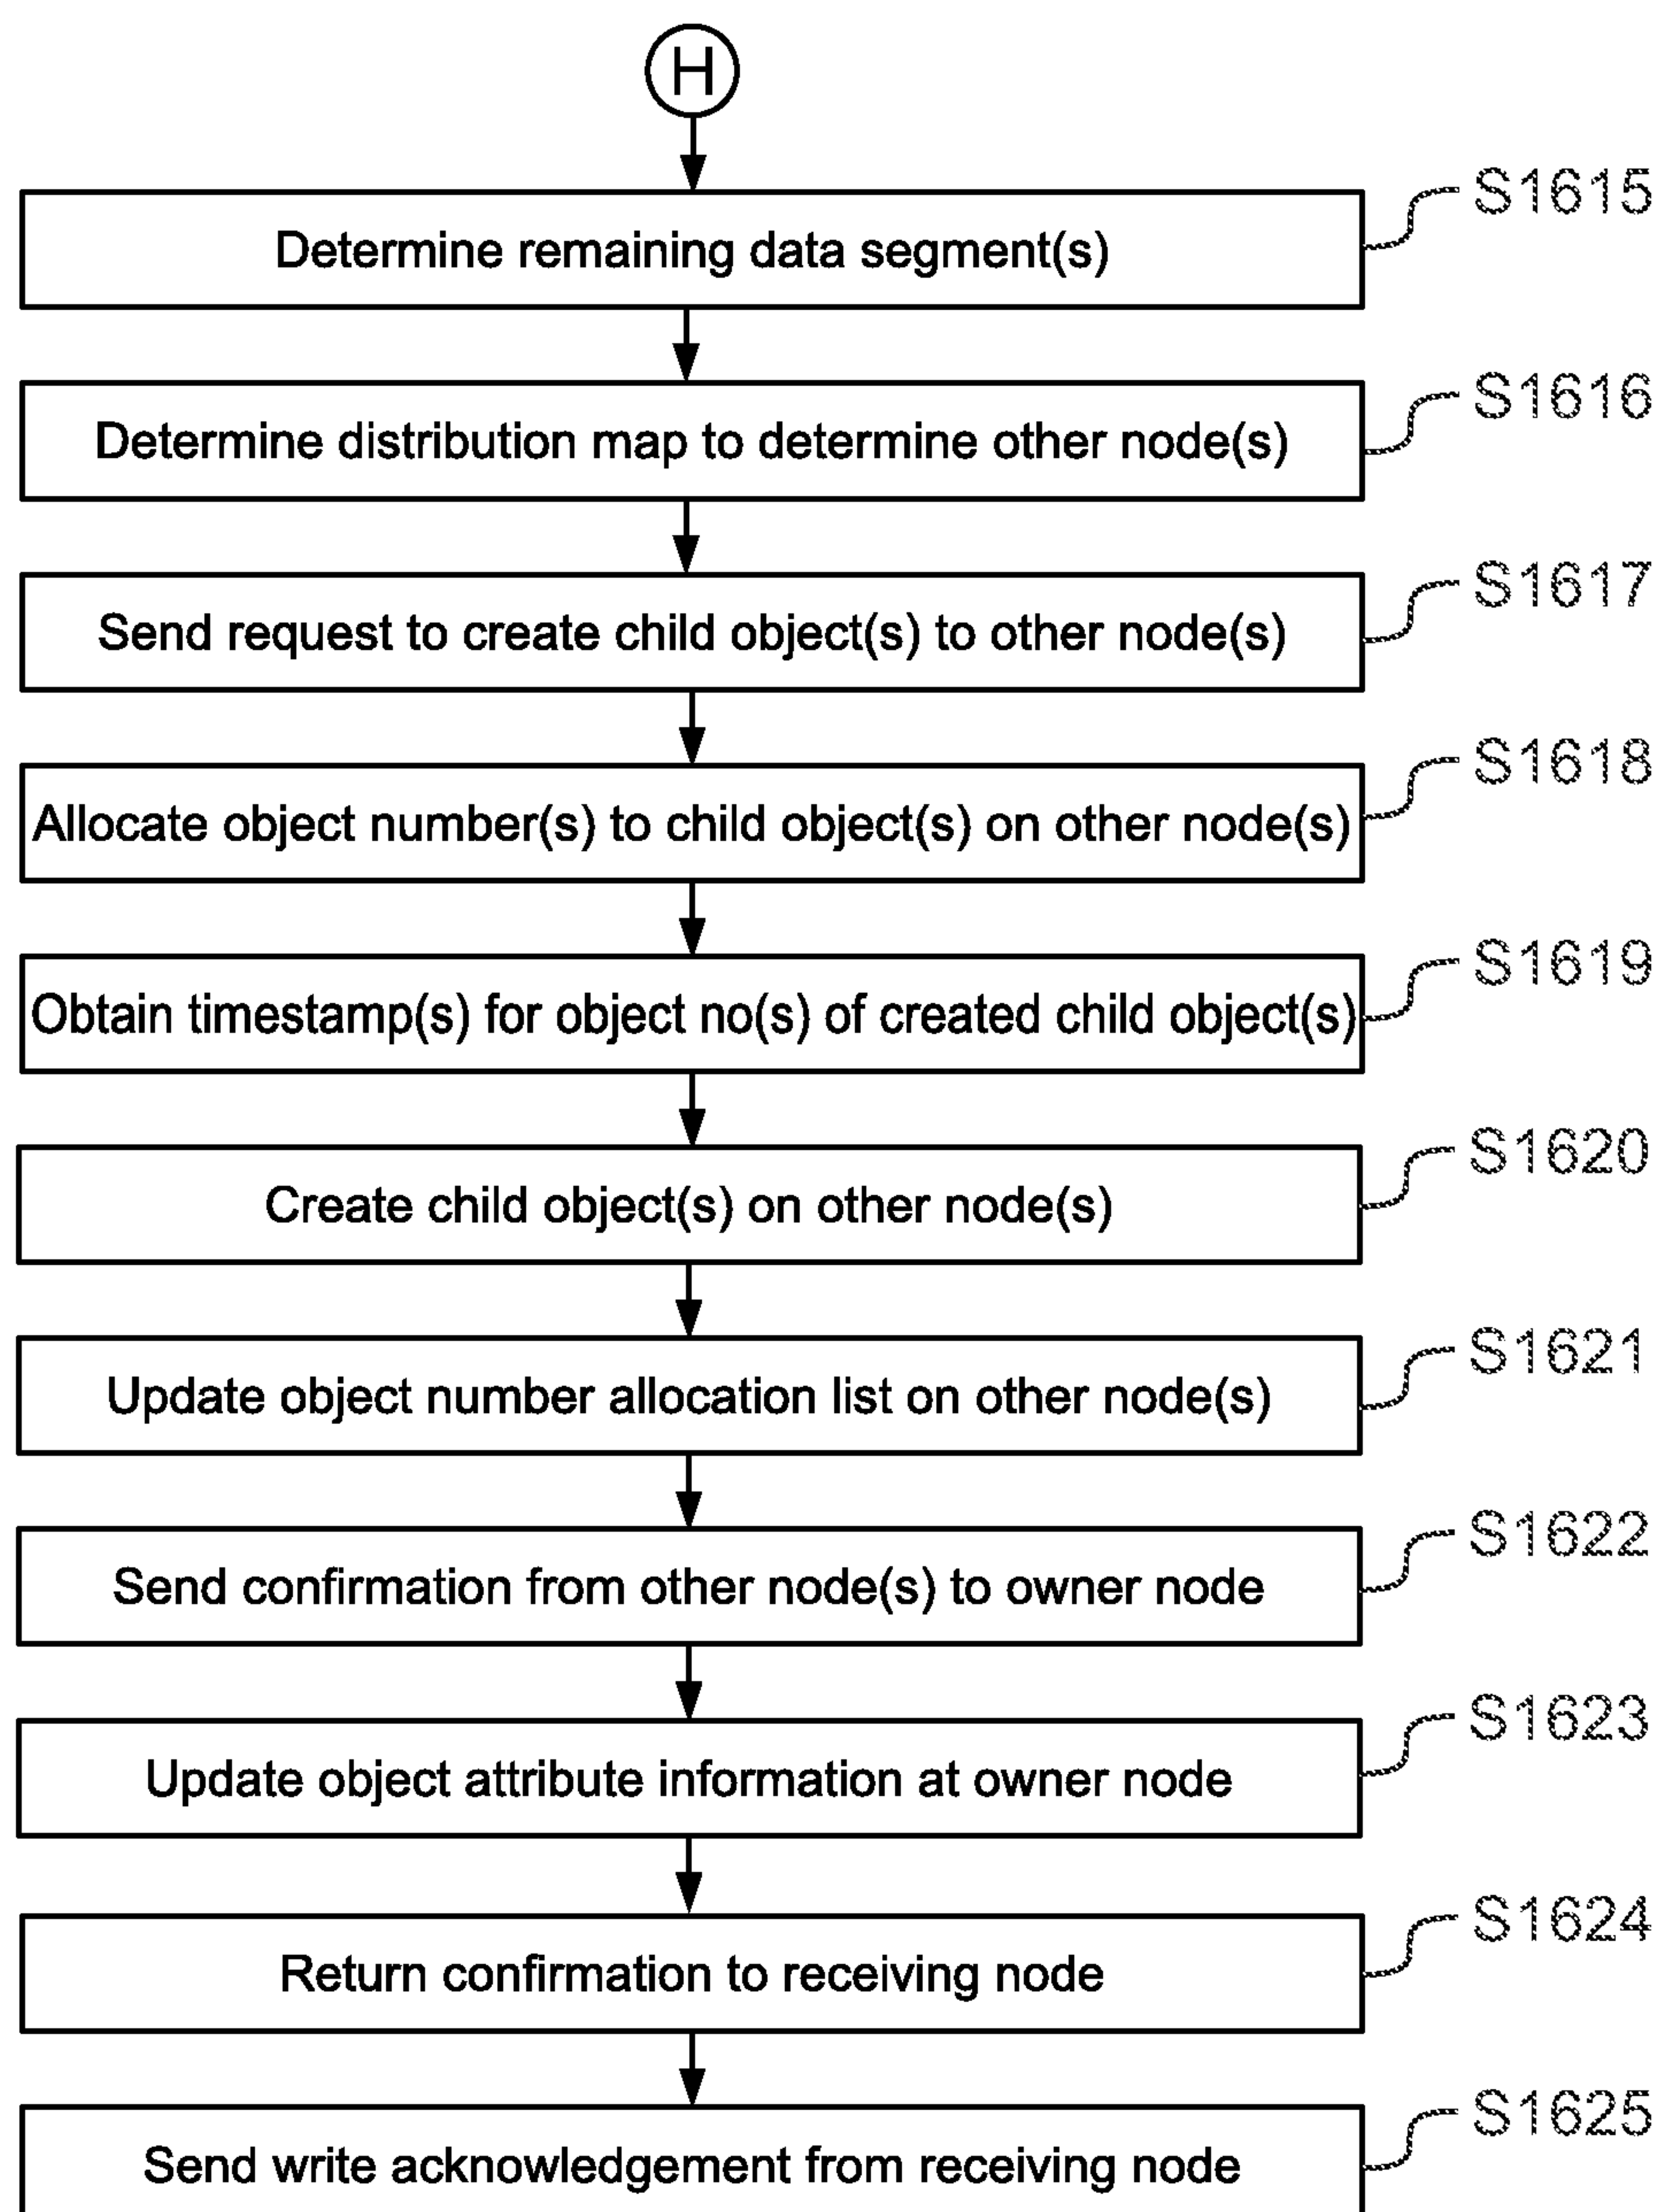 H
S1615
Determine remaining data segment(s)
S1616
Determine distribution map to determine other node(s)
S1617
Send request to create child object(s) to other node(s)
S1618
Allocate object number(s) to child object(s) on other node(s)
S1619
Obtain timestamp(s) for object no(s) of created child object(s)
S1620
Create child object(s) on other node(s)
S1621
Update object number allocation list on other node(s)
S1622
Send confirmation from other node(s) to owner node
S1623
Update object attribute information at owner node
S1624
Return confirmation to receiving node
S1625
Send write acknowledgement from receiving node